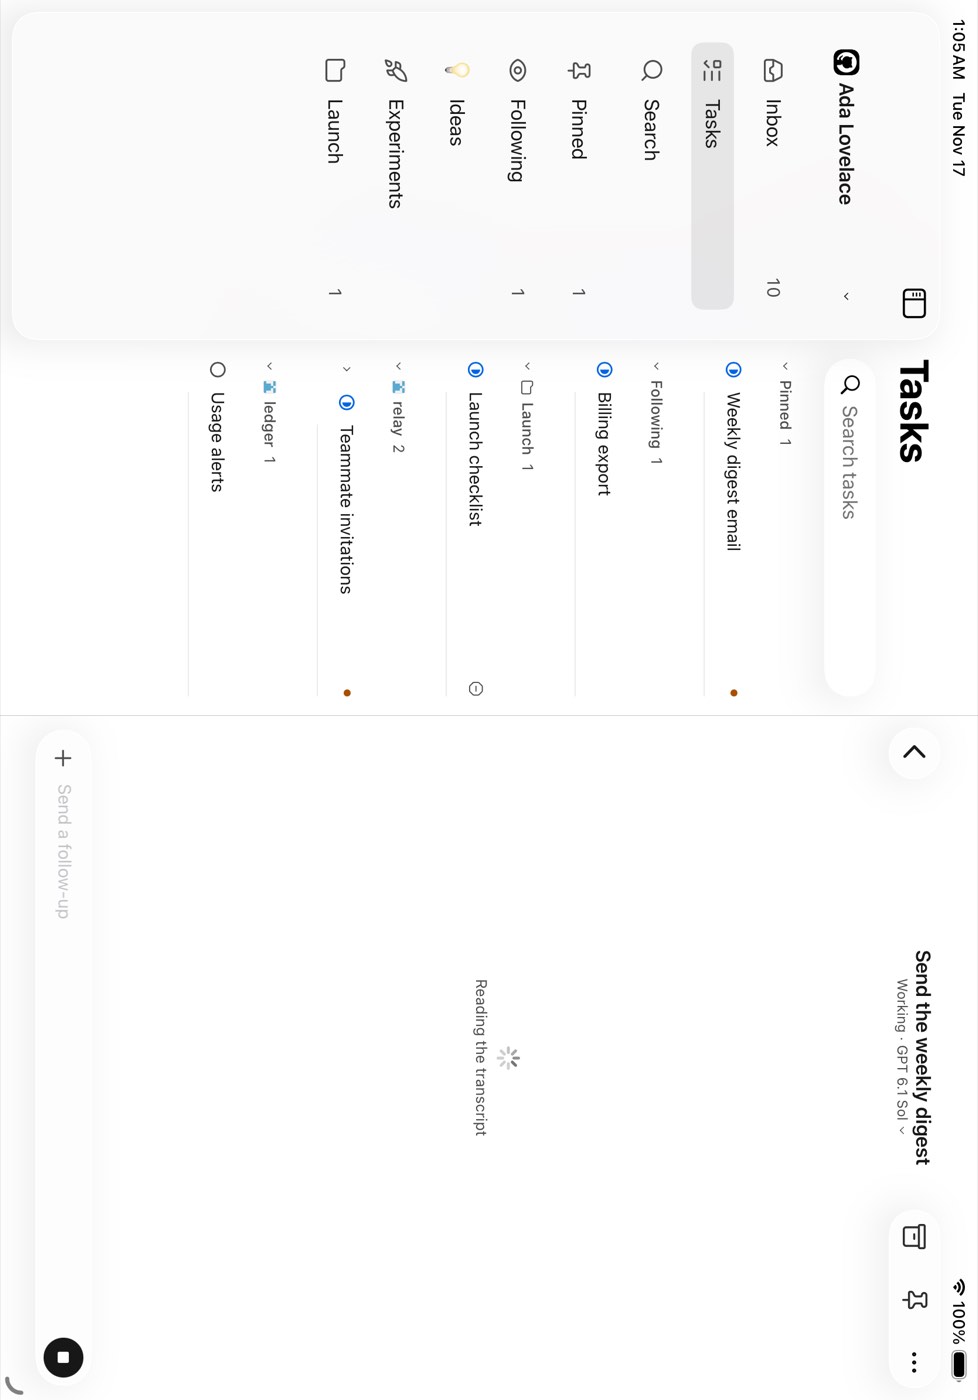 1:05 AM Tue Nov 17
100%
Ada Lovelace
Inbox 10
Tasks
Search
Pinned 1
Following 1
Ideas
Experiments
Launch 1
Tasks
Search tasks
Pinned 1
Weekly digest email
Following 1
Billing export
Launch 1
Launch checklist
relay 2
Teammate invitations
ledger 1
Usage alerts
Send the weekly digest
Working · GPT 6.1 Sol
Reading the transcript
Send a follow-up